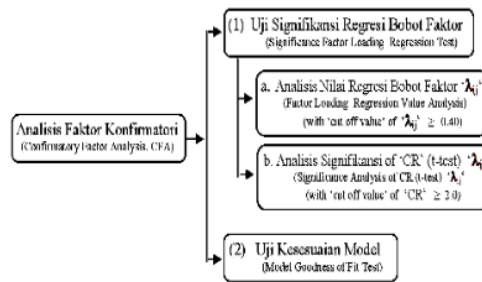 Analisis Faktor Konfirmatori
(Confirmatory Factor Analysis, CFA)
(1) Uji Signifikansi Regresi Bobot Faktor
(Significance Factor Loading Regression Test)
a. Analisis Nilai Regresi Bobot Faktor 'λij'
(Factor Loading Regression Value Analysis)
(with 'cut off value' of 'λij' ≥ 0.40)
b. Analisis Signifikansi of 'CR' (t-test) 'λij'
(Significance Analysis of CR (t-test) 'λij'
(with 'cut off value' of 'CR' ≥ 2.0)
(2) Uji Kesesuaian Model
(Model Goodness of Fit Test)